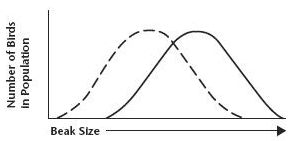 Number of Birds
in Population
Beak Size